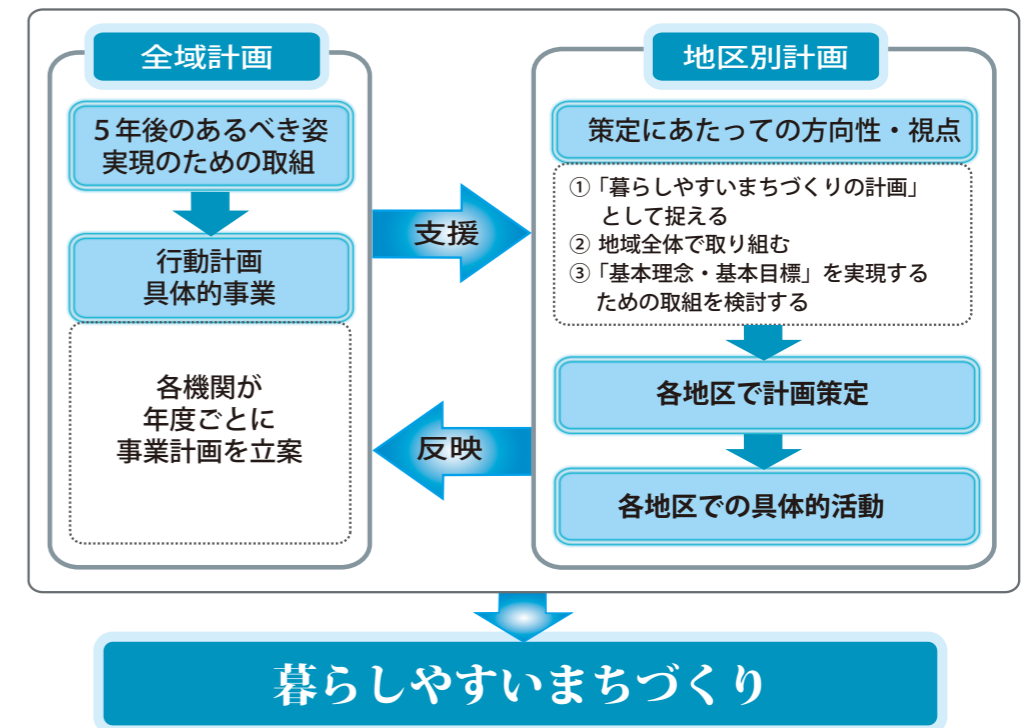 全域計画
5年後のあるべき姿
実現のための取組
行動計画
具体的事業
各機関が
年度ごとに
事業計画を立案
支援
反映
地区別計画
策定にあたっての方向性・視点
①「暮らしやすいまちづくりの計画」
として捉える
② 地域全体で取り組む
③「基本理念・基本目標」を実現する
ための取組を検討する
各地区で計画策定
各地区での具体的活動
暮らしやすいまちづくり